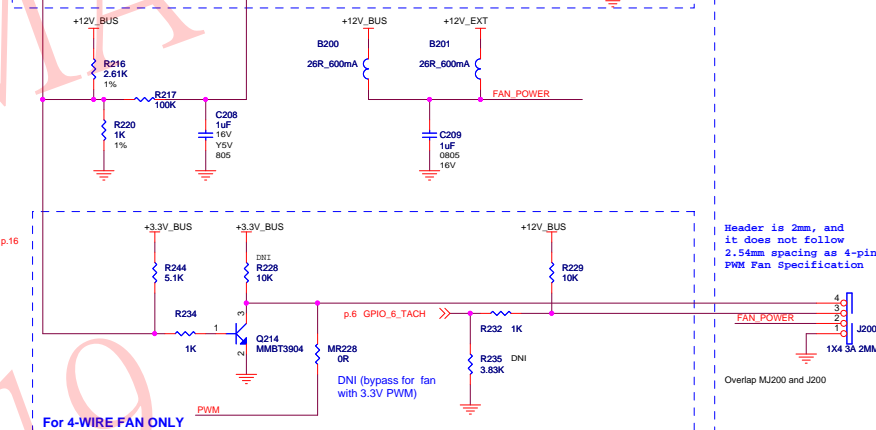 +12V_BUS
+12V_BUS
+12V_EXT
R216
2.61K
1%
B200
26R_600mA
B201
26R_600mA
R217
100K
FAN_POWER
R220
1K
1%
C208
1uF
16V
Y5V
805
C209
1uF
0805
16V
p.16
+3.3V_BUS
+3.3V_BUS
+12V_BUS
Header is 2mm, and
it does not follow
2.54mm spacing as 4-pin
PWM Fan Specification
R244
5.1K
DNI
R228
10K
R229
10K
R234
1K
3
1
2
Q214
MMBT3904
MR228
0R
p.6 GPIO_6_TACH
R232 1K
R235 DNI
3.83K
4
3
2
1
FAN_POWER
J200
1X4 3A 2MM
DNI (bypass for fan
with 3.3V PWM)
Overlap MJ200 and J200
PWM
For 4-WIRE FAN ONLY